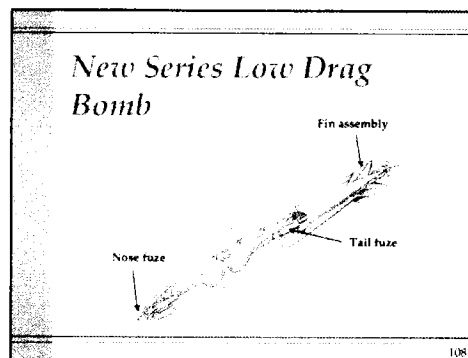 New Series Low Drag
Bomb
Fin assembly
Tail fuze
Nose fuze
108